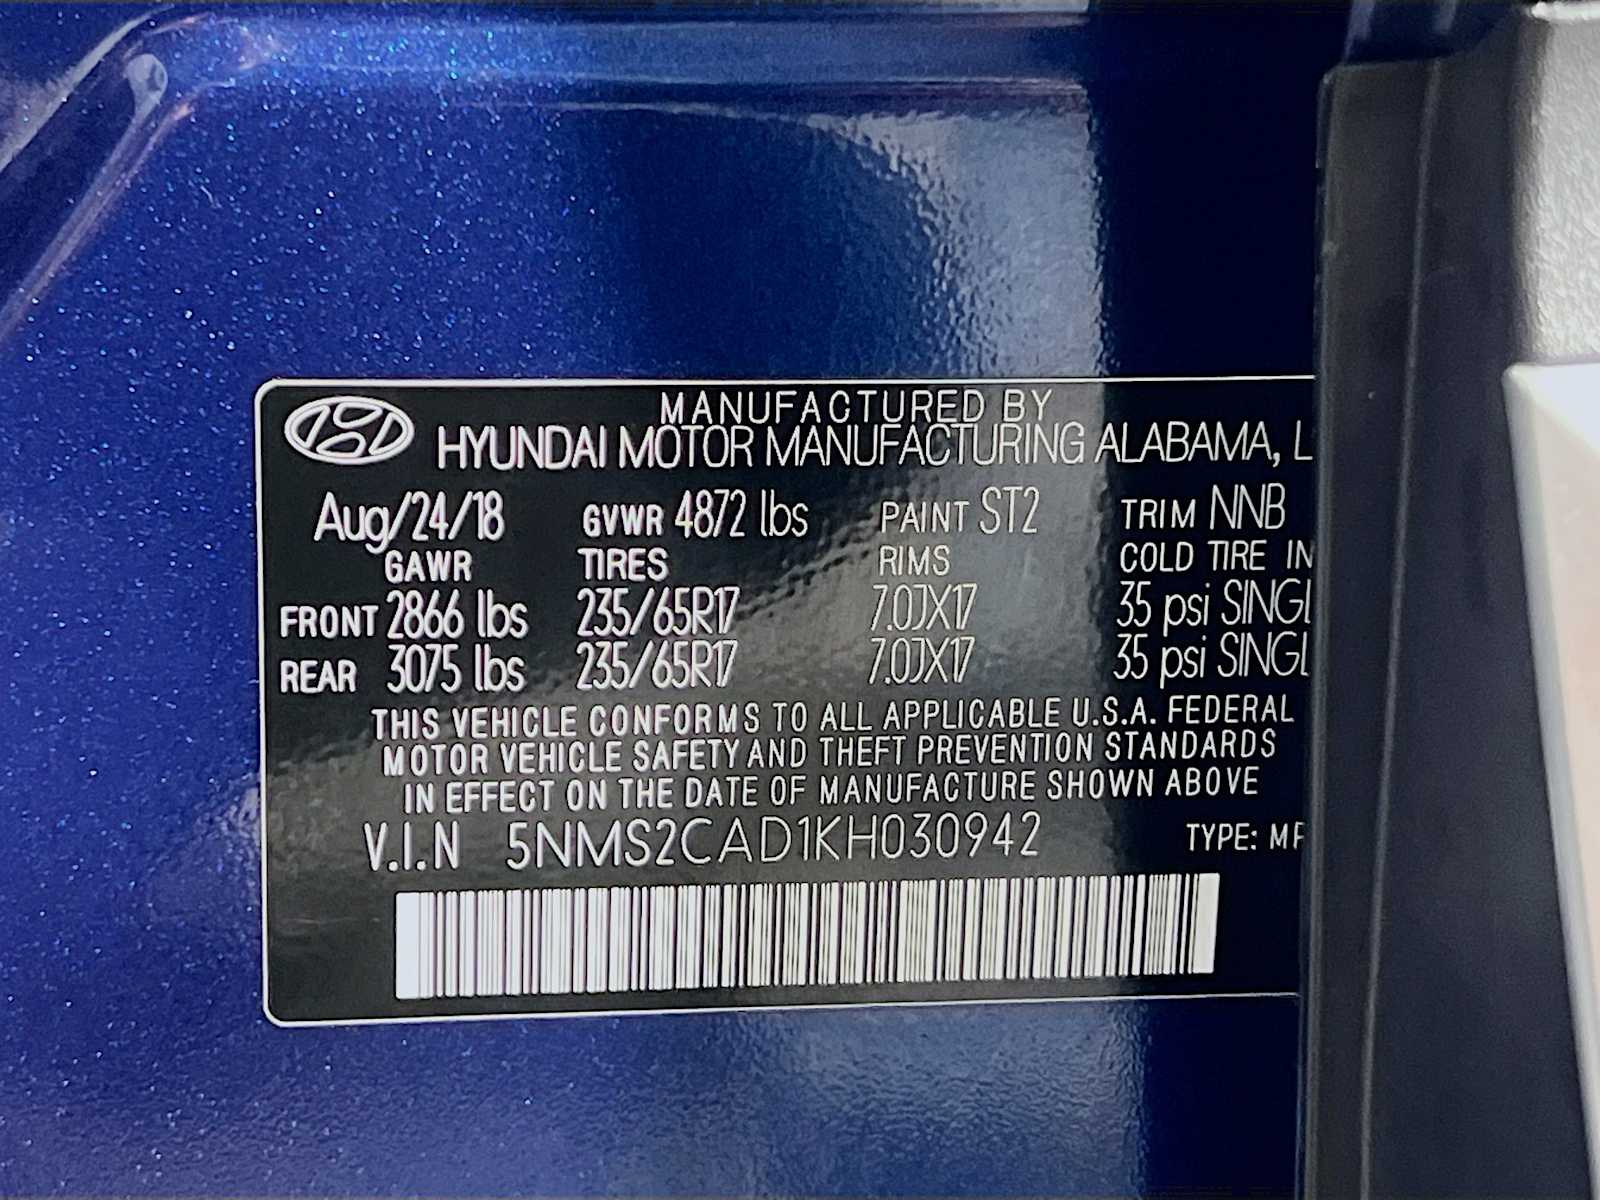 MANUFACTURED BY
HYUNDAI MOTOR MANUFACTURING ALABAMA, L
Aug/24/18 GVWR 4872 lbs PAINT ST2 TRIM NNB
GAWR TIRES RIMS COLD TIRE IN
FRONT 2866 lbs 235/65R17 7.0JX17 35 psi SINGL
REAR 3075 lbs 235/65R17 7.0JX17 35 psi SINGL
THIS VEHICLE CONFORMS TO ALL APPLICABLE U.S.A. FEDERAL
MOTOR VEHICLE SAFETY AND THEFT PREVENTION STANDARDS
IN EFFECT ON THE DATE OF MANUFACTURE SHOWN ABOVE
V.I.N 5NMS2CAD1KH030942 TYPE: MP